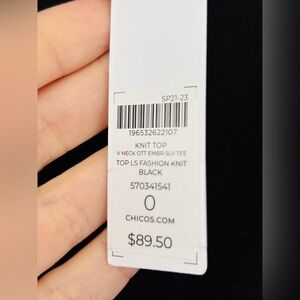 SP21-23
196532622107
KNIT TOP
V NECK OTT EMBR SLV TEE
TOP LS FASHION KNIT
BLACK
570341541
0
CHICOS.COM
$89.50